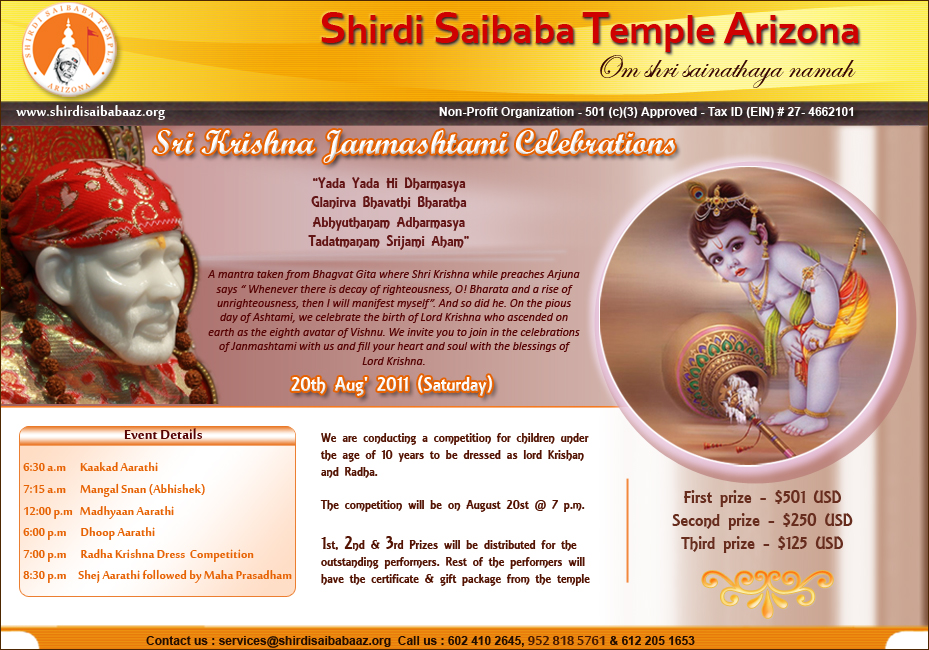 SHIRDI SAIBABA TEMPLE
ARIZONA
Shirdi Saibaba Temple Arizona
Om shri sainathaya namah
www.shirdisaibabaaz.org
Non-Profit Organization - 501 (c)(3) Approved - Tax ID (EIN) # 27- 4662101
Sri Krishna Janmashtami Celebrations
"Yada Yada Hi Dharmasya
Glanirva Bhavathi Bharatha
Abhyuthanam Adharmasya
Tadatmanam Srijami Aham"
A mantra taken from Bhagvat Gita where Shri Krishna while preaches Arjuna
says " Whenever there is decay of righteousness, O! Bharata and a rise of
unrighteousness, then I will manifest myself". And so did he. On the pious
day of Ashtami, we celebrate the birth of Lord Krishna who ascended on
earth as the eighth avatar of Vishnu. We invite you to join in the celebrations
of Janmashtami with us and fill your heart and soul with the blessings of
Lord Krishna.
20th Aug' 2011 (Saturday)
Event Details
6:30 a.m Kaakad Aarathi
7:15 a.m Mangal Snan (Abhishek)
12:00 p.m Madhyaan Aarathi
6:00 p.m Dhoop Aarathi
7:00 p.m Radha Krishna Dress Competition
8:30 p.m Shej Aarathi followed by Maha Prasadham
We are conducting a competition for children under
the age of 10 years to be dressed as lord Krishan
and Radha.
The competition will be on August 20st @ 7 p.m.
1st, 2nd & 3rd Prizes will be distributed for the
outstanding performers. Rest of the performers will
have the certificate & gift package from the temple
First prize - $501 USD
Second prize - $250 USD
Third prize - $125 USD
Contact us : services@shirdisaibabaaz.org Call us : 602 410 2645, 952 818 5761 & 612 205 1653